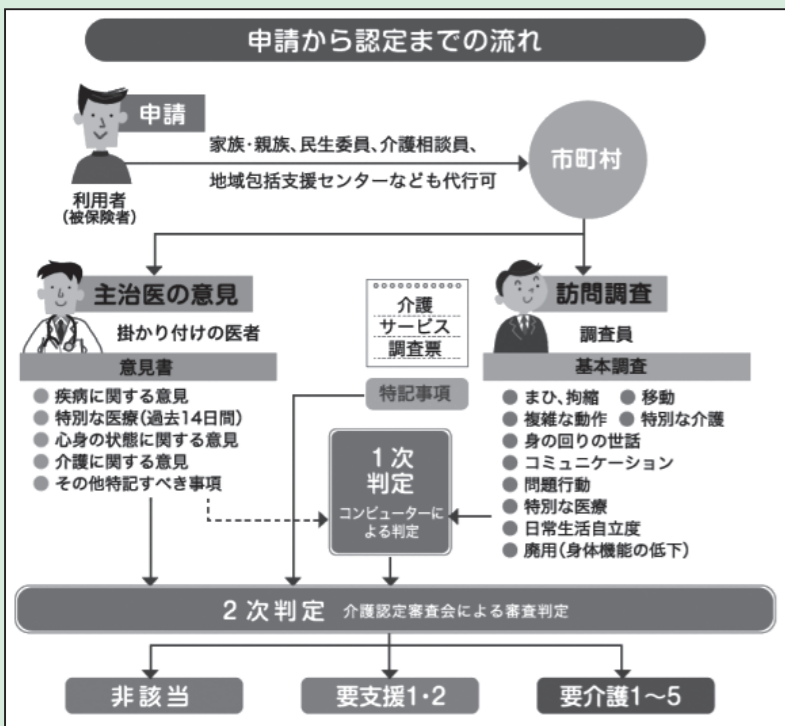 申請から認定までの流れ
申請
利用者
(被保険者)
家族・親族、民生委員、介護相談員、
地域包括支援センターなども代行可
市町村
主治医の意見
掛かり付けの医者
意見書
● 疾病に関する意見
● 特別な医療(過去14日間)
● 心身の状態に関する意見
● 介護に関する意見
● その他特記すべき事項
介護
サービス
調査票
特記事項
訪問調査
調査員
基本調査
● まひ、拘縮 ● 移動
● 複雑な動作 ● 特別な介護
● 身の回りの世話
● コミュニケーション
● 問題行動
● 特別な医療
● 日常生活自立度
● 廃用(身体機能の低下)
1次
判定
コンピューターに
よる判定
2次判定 介護認定審査会による審査判定
非該当
要支援1・2
要介護1～5